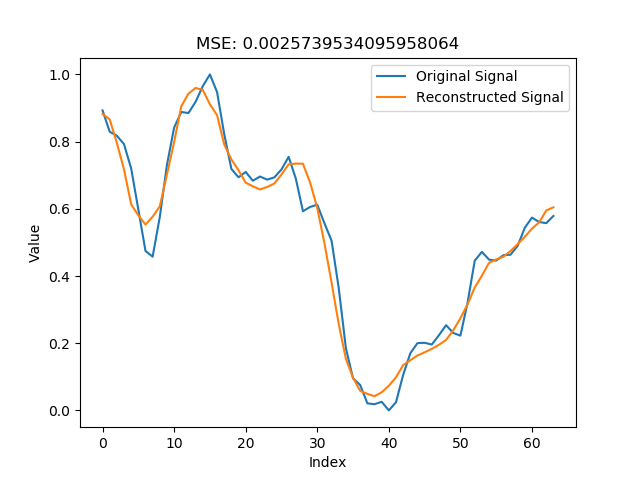 MSE: 0.0025739534095958064
Original Signal
Reconstructed Signal
1.0
0.8
0.6
0.4
0.2
0.0
Value
0 10 20 30 40 50 60
Index